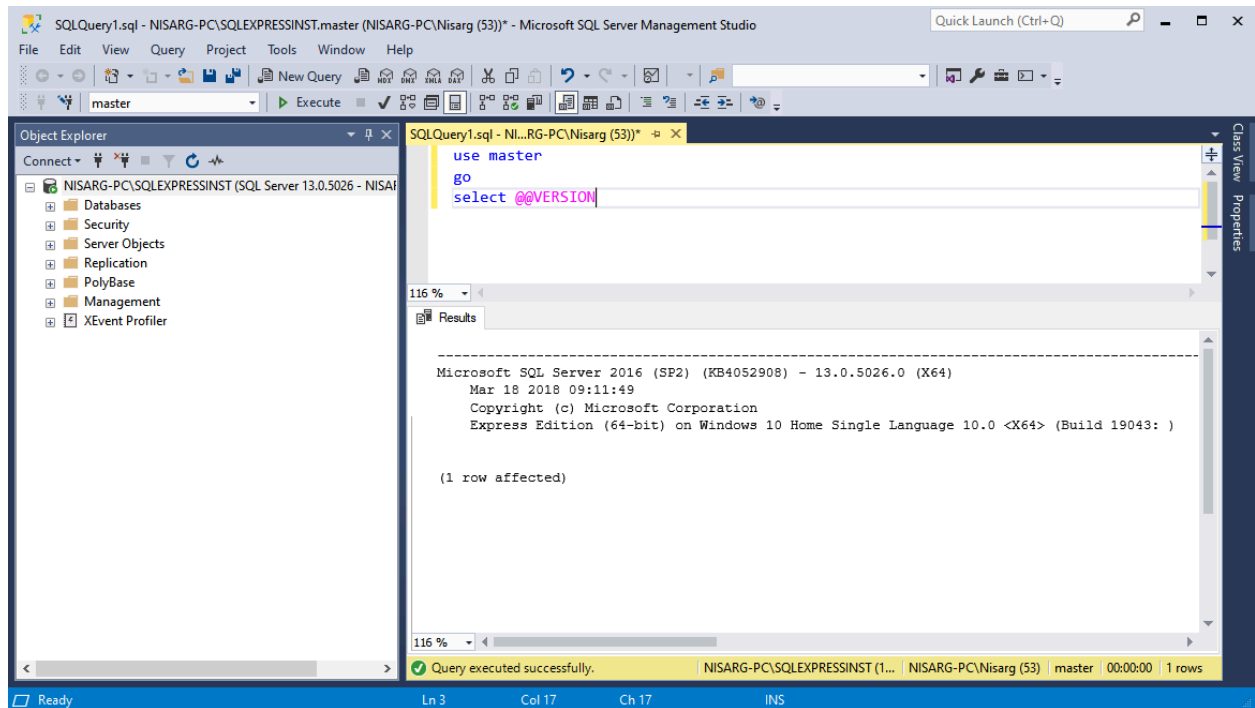 SQLQuery1.sql - NISARG-PC\SQLEXPRESSINST.master (NISARG-PC\Nisarg (53))* - Microsoft SQL Server Management Studio
Quick Launch (Ctrl+Q)
File Edit View Query Project Tools Window Help
New Query MDX DMX XMLA DAX
master Execute
Object Explorer
SQLQuery1.sql - NI...RG-PC\Nisarg (53))*
Connect
NISARG-PC\SQLEXPRESSINST (SQL Server 13.0.5026 - NISAR
Databases
Security
Server Objects
Replication
PolyBase
Management
XEvent Profiler
use master
go
select @@VERSION
116 %
Results
--------------------------------------------------------------------------------------------
Microsoft SQL Server 2016 (SP2) (KB4052908) - 13.0.5026.0 (X64)
Mar 18 2018 09:11:49
Copyright (c) Microsoft Corporation
Express Edition (64-bit) on Windows 10 Home Single Language 10.0 <X64> (Build 19043: )
(1 row affected)
116 %
Query executed successfully. NISARG-PC\SQLEXPRESSINST (1... NISARG-PC\Nisarg (53) master 00:00:00 1 rows
Class View
Properties
Ready Ln 3 Col 17 Ch 17 INS